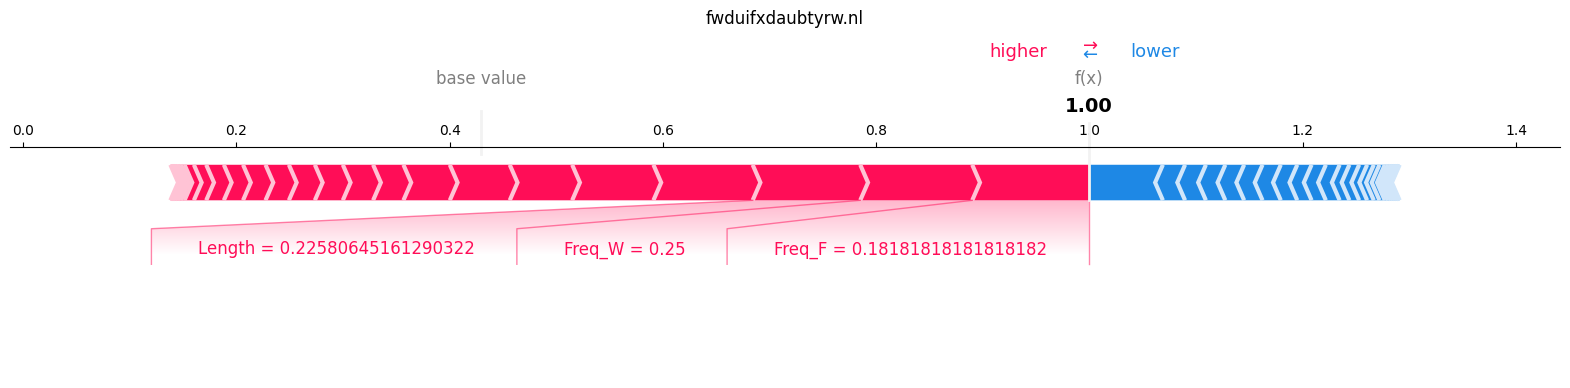 fwduifxdaubtyrw.nl
higher → ← lower
base value f(x)
1.00
0.0 0.2 0.4 0.6 0.8 1.0 1.2 1.4
Length = 0.22580645161290322 Freq_W = 0.25 Freq_F = 0.18181818181818182